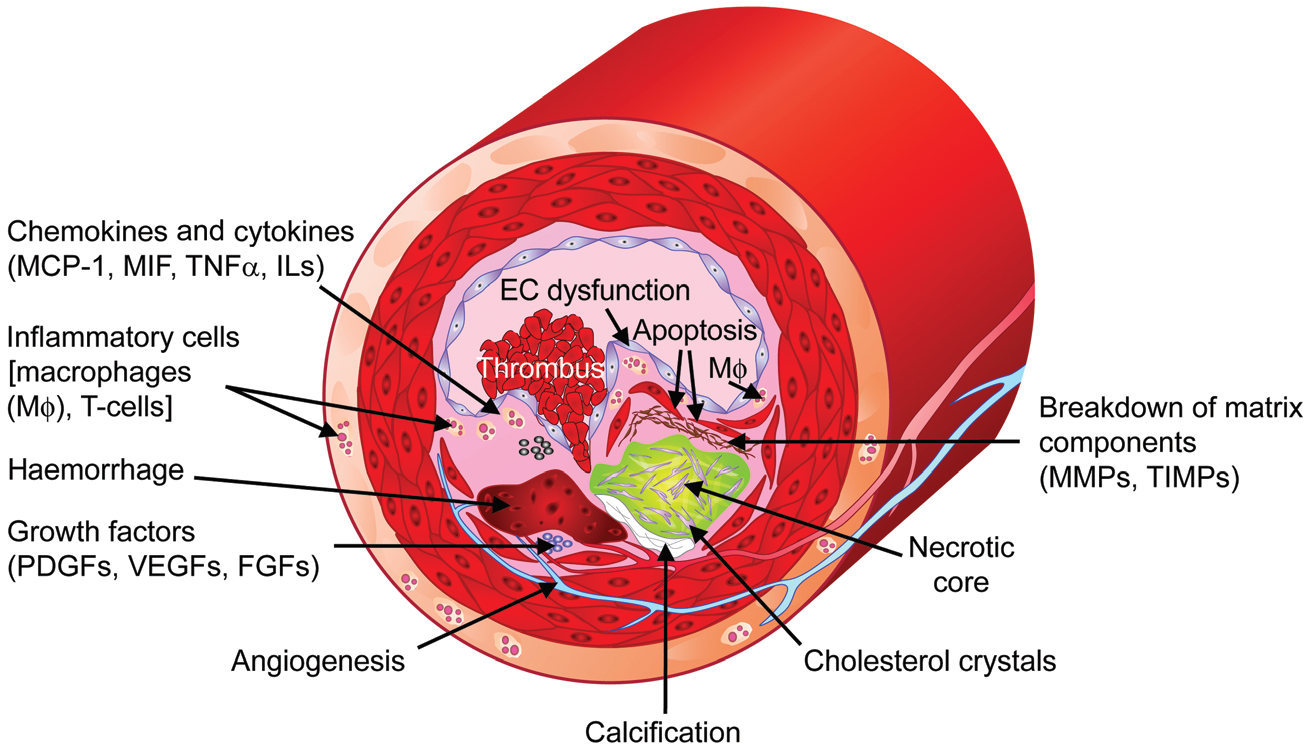 Chemokines and cytokines
(MCP-1, MIF, TNFα, ILs)
EC dysfunction
Apoptosis
Inflammatory cells
[macrophages
(Mϕ), T-cells]
Thrombus
Mϕ
Breakdown of matrix
components
(MMPs, TIMPs)
Haemorrhage
Growth factors
(PDGFs, VEGFs, FGFs)
Necrotic
core
Angiogenesis
Cholesterol crystals
Calcification